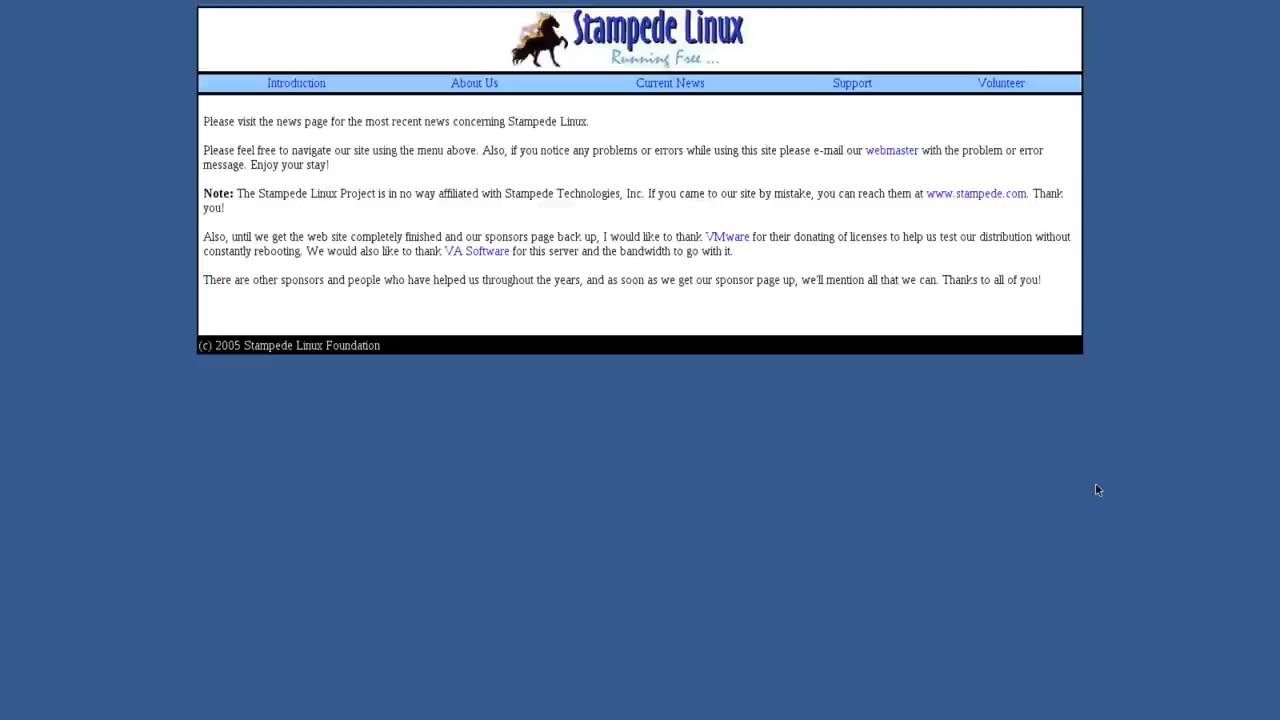 Stampede Linux
Running Free ...
Introduction About Us Current News Support Volunteer
Please visit the news page for the most recent news concerning Stampede Linux.
Please feel free to navigate our site using the menu above. Also, if you notice any problems or errors while using this site please e-mail our webmaster with the problem or error
message. Enjoy your stay!
Note: The Stampede Linux Project is in no way affiliated with Stampede Technologies, Inc. If you came to our site by mistake, you can reach them at www.stampede.com. Thank
you!
Also, until we get the web site completely finished and our sponsors page back up, I would like to thank VMware for their donating of licenses to help us test our distribution without
constantly rebooting. We would also like to thank VA Software for this server and the bandwidth to go with it.
There are other sponsors and people who have helped us throughout the years, and as soon as we get our sponsor page up, we'll mention all that we can. Thanks to all of you!
(c) 2005 Stampede Linux Foundation